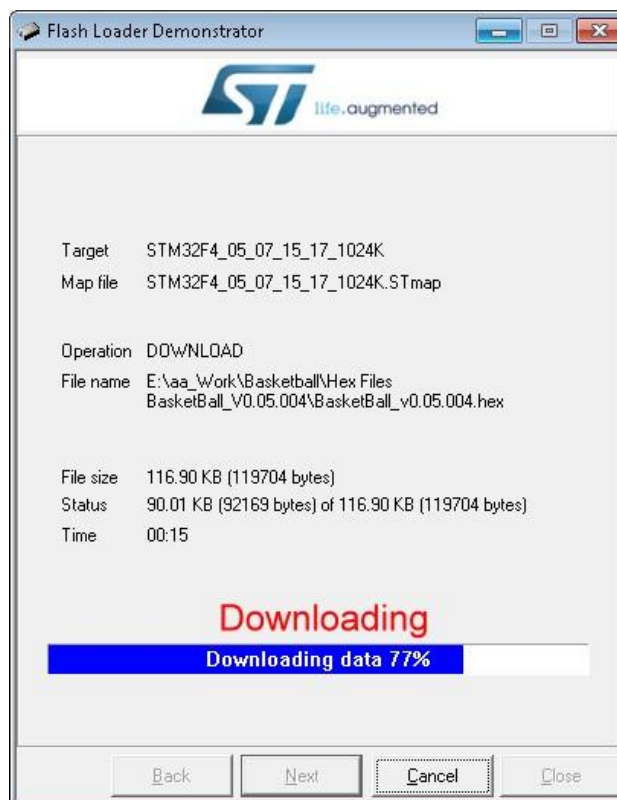 Flash Loader Demonstrator
ST life.augmented
Target STM32F4_05_07_15_17_1024K
Map file STM32F4_05_07_15_17_1024K.STmap
Operation DOWNLOAD
File name E:\aa_Work\Basketball\Hex Files
BasketBall_V0.05.004\BasketBall_v0.05.004.hex
File size 116.90 KB (119704 bytes)
Status 90.01 KB (92169 bytes) of 116.90 KB (119704 bytes)
Time 00:15
Downloading
Downloading data 77%
Back Next Cancel Close